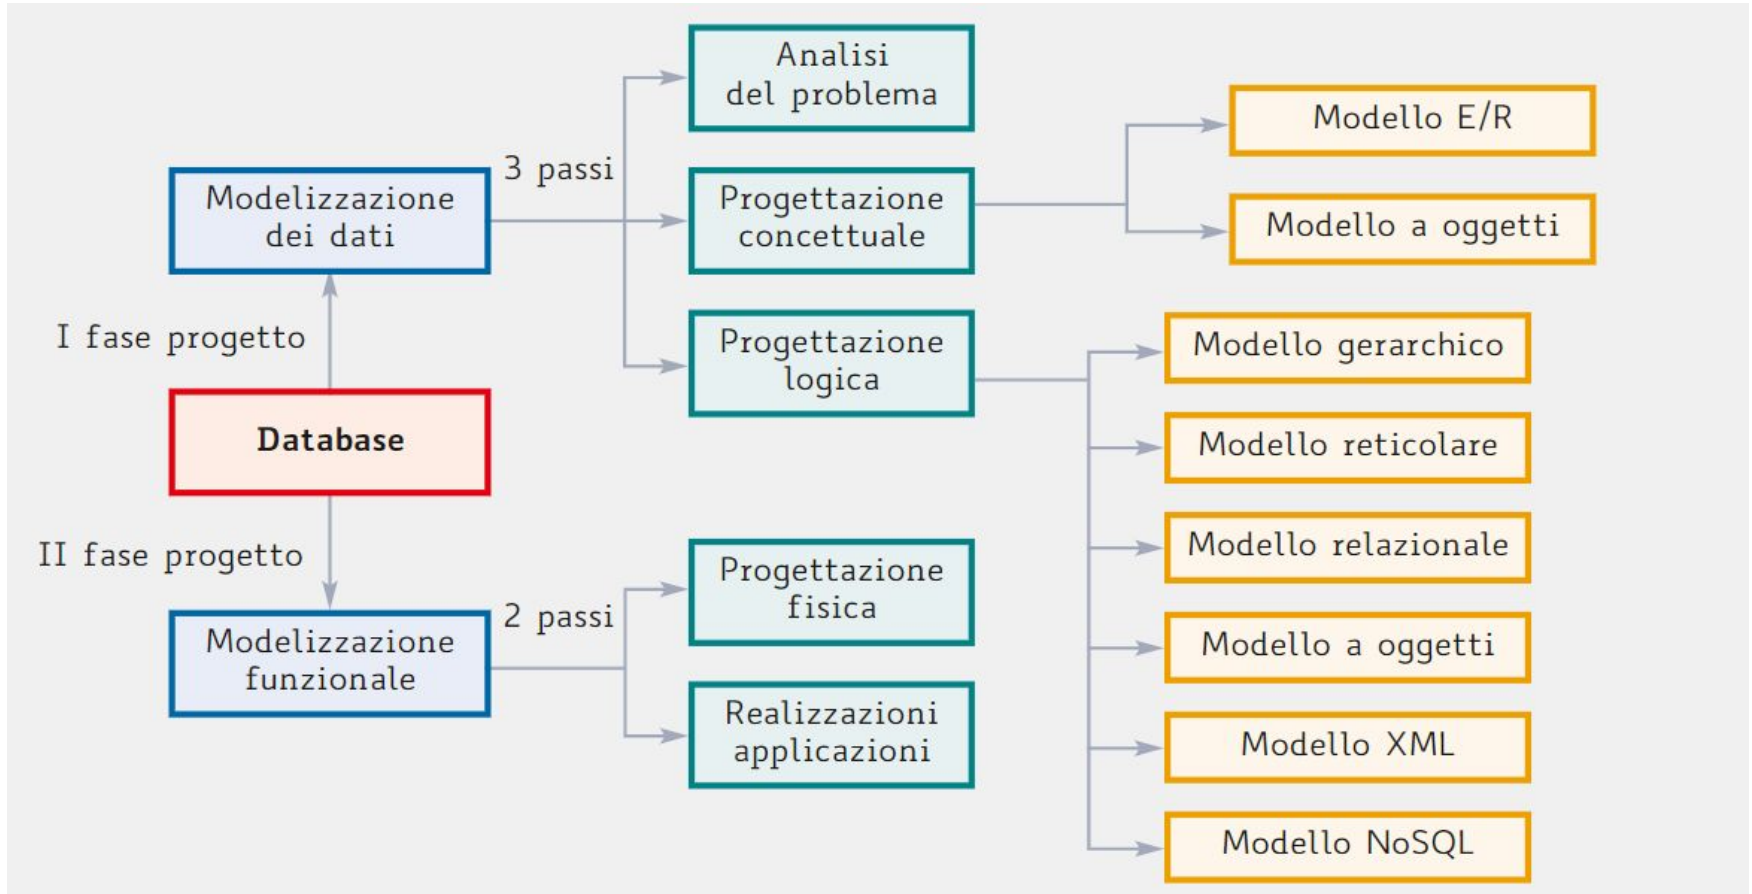 Analisi
del problema
Modello E/R
3 passi
Modelizzazione
dei dati
Progettazione
concettuale
Modello a oggetti
I fase progetto
Progettazione
logica
Modello gerarchico
Database
Modello reticolare
II fase progetto
Modello relazionale
Progettazione
fisica
2 passi
Modelizzazione
funzionale
Modello a oggetti
Realizzazioni
applicazioni
Modello XML
Modello NoSQL